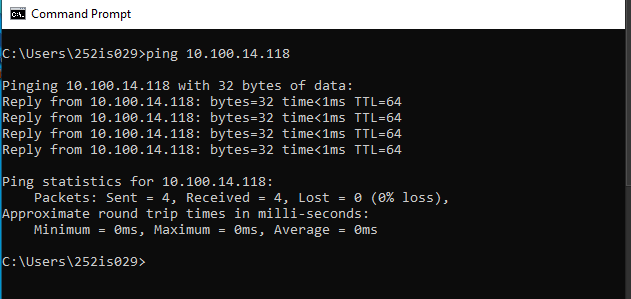 Command Prompt
C:\Users\252is029>ping 10.100.14.118
Pinging 10.100.14.118 with 32 bytes of data:
Reply from 10.100.14.118: bytes=32 time<1ms TTL=64
Reply from 10.100.14.118: bytes=32 time<1ms TTL=64
Reply from 10.100.14.118: bytes=32 time<1ms TTL=64
Reply from 10.100.14.118: bytes=32 time<1ms TTL=64
Ping statistics for 10.100.14.118:
    Packets: Sent = 4, Received = 4, Lost = 0 (0% loss),
Approximate round trip times in milli-seconds:
    Minimum = 0ms, Maximum = 0ms, Average = 0ms
C:\Users\252is029>